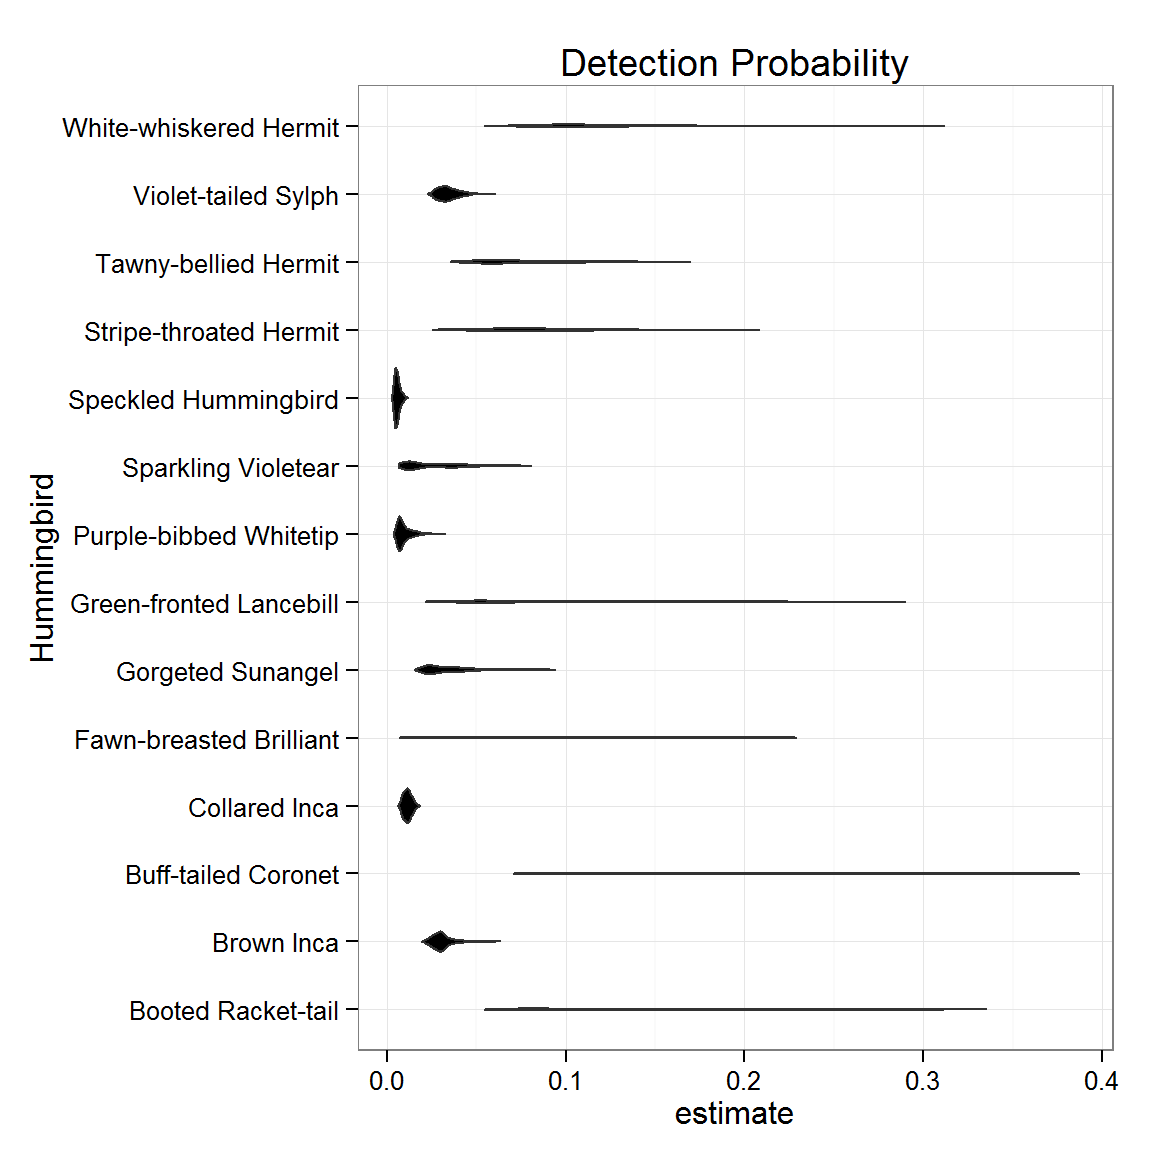 Detection Probability
Hummingbird
White-whiskered Hermit
Violet-tailed Sylph
Tawny-bellied Hermit
Stripe-throated Hermit
Speckled Hummingbird
Sparkling Violetear
Purple-bibbed Whitetip
Green-fronted Lancebill
Gorgeted Sunangel
Fawn-breasted Brilliant
Collared Inca
Buff-tailed Coronet
Brown Inca
Booted Racket-tail
0.0 0.1 0.2 0.3 0.4
estimate